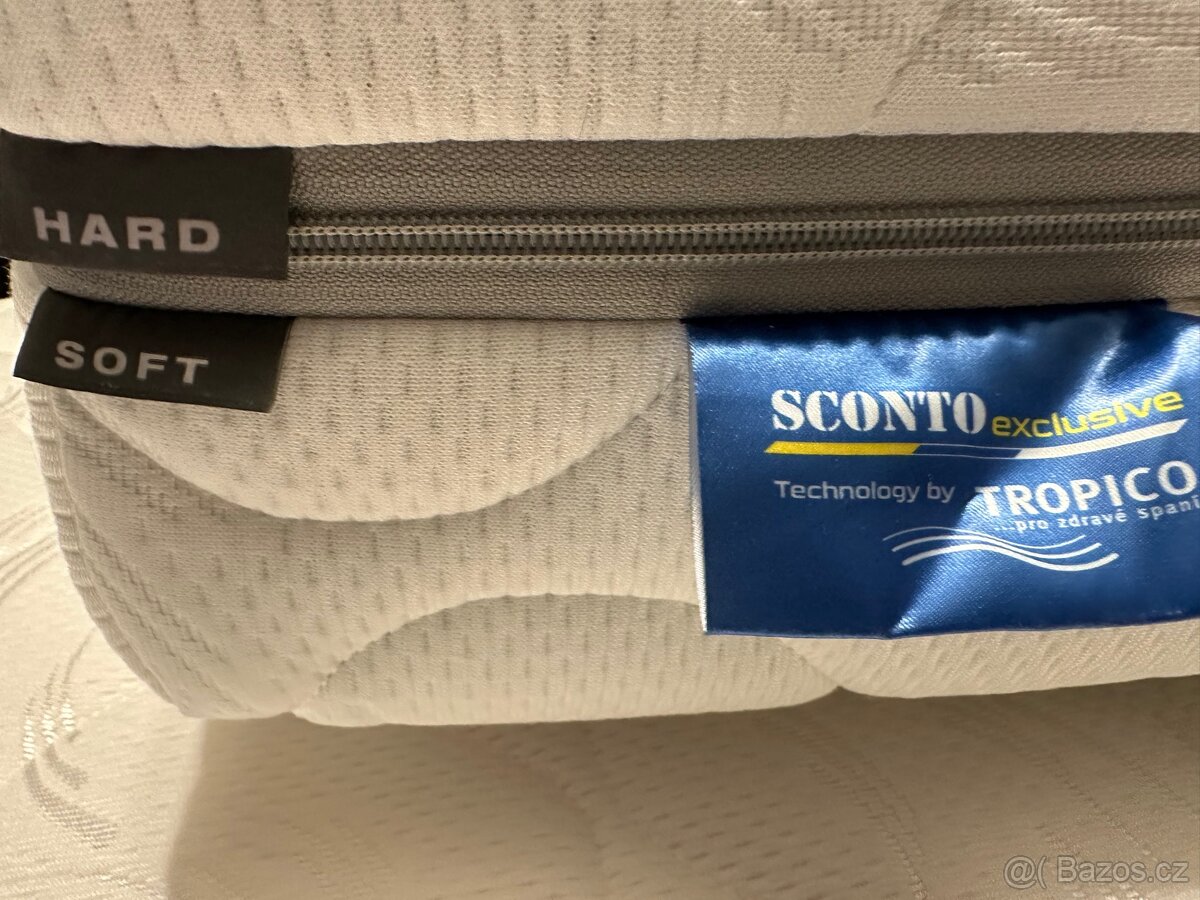 HARD
SOFT
SCONTO exclusive
Technology by TROPICO
...pro zdravé spaní
@( Bazos.cz